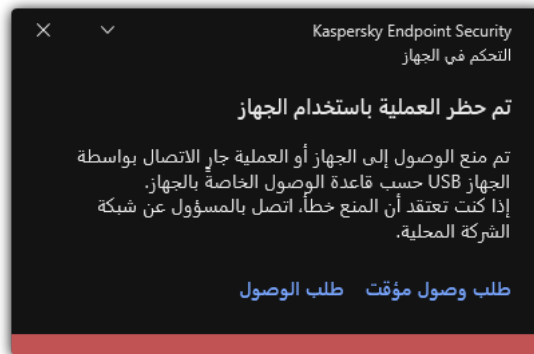 Kaspersky Endpoint Security
التحكم في الجهاز
تم حظر العملية باستخدام الجهاز
تم منع الوصول إلى الجهاز أو العملية جارٍ الاتصال بواسطة
الجهاز USB حسب قاعدة الوصول الخاصةً بالجهاز.
إذا كنت تعتقد أن المنع خطأ، اتصل بالمسؤول عن شبكة
الشركة المحلية.
طلب وصول مؤقت طلب الوصول